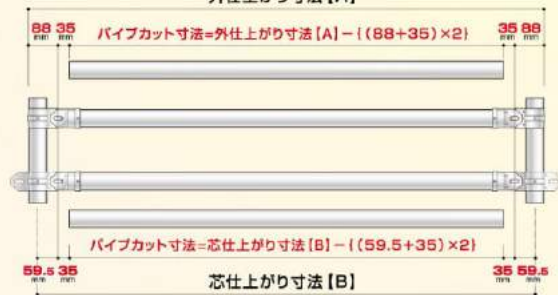 88 mm 35 mm パイプカット寸法=外仕上がり寸法【A】-{(88+35)×2} 35 mm 88 mm
パイプカット寸法=芯仕上がり寸法【B】-{(59.5+35)×2}
59.5 mm 35 mm 芯仕上がり寸法【B】 35 mm 59.5 mm